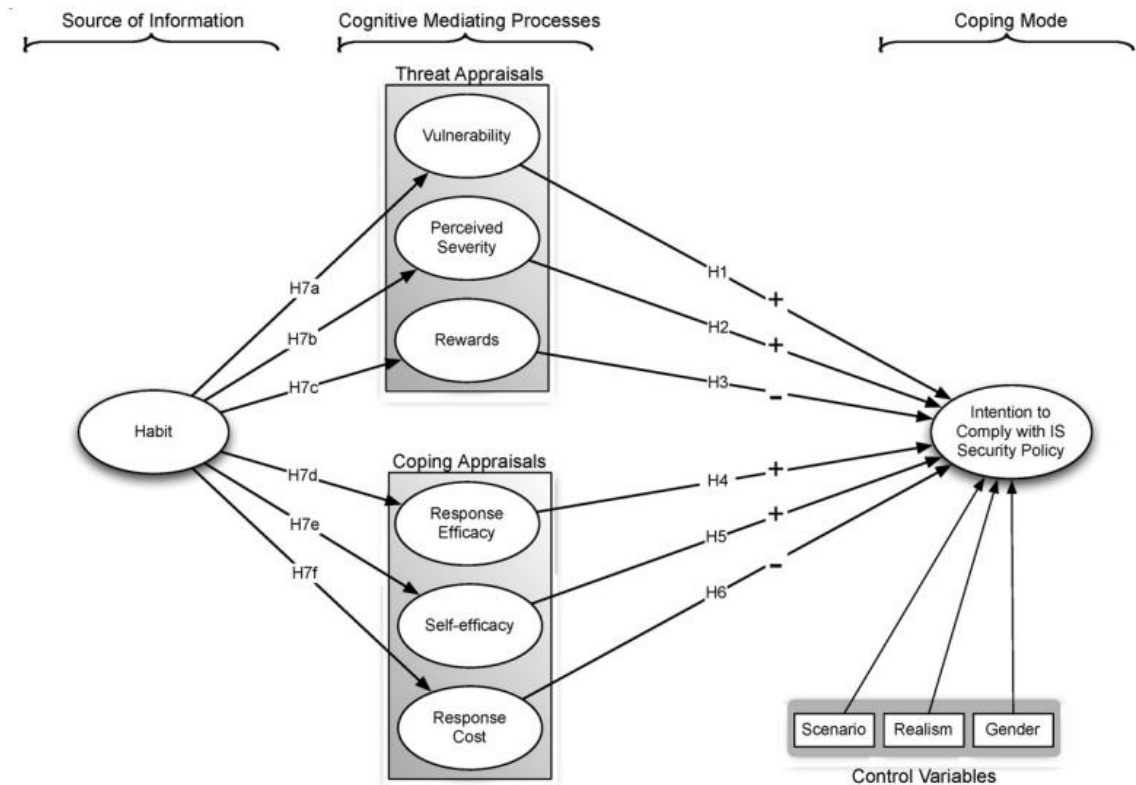 Source of Information
Cognitive Mediating Processes
Coping Mode
Threat Appraisals
Vulnerability
Perceived
Severity
Rewards
H7a
H7b
H7c
H1
+
H2
+
H3
-
Habit
Intention to
Comply with IS
Security Policy
Coping Appraisals
H7d
H7e
H7f
Response
Efficacy
Self-efficacy
Response
Cost
H4
+
H5
+
H6
-
Scenario
Realism
Gender
Control Variables